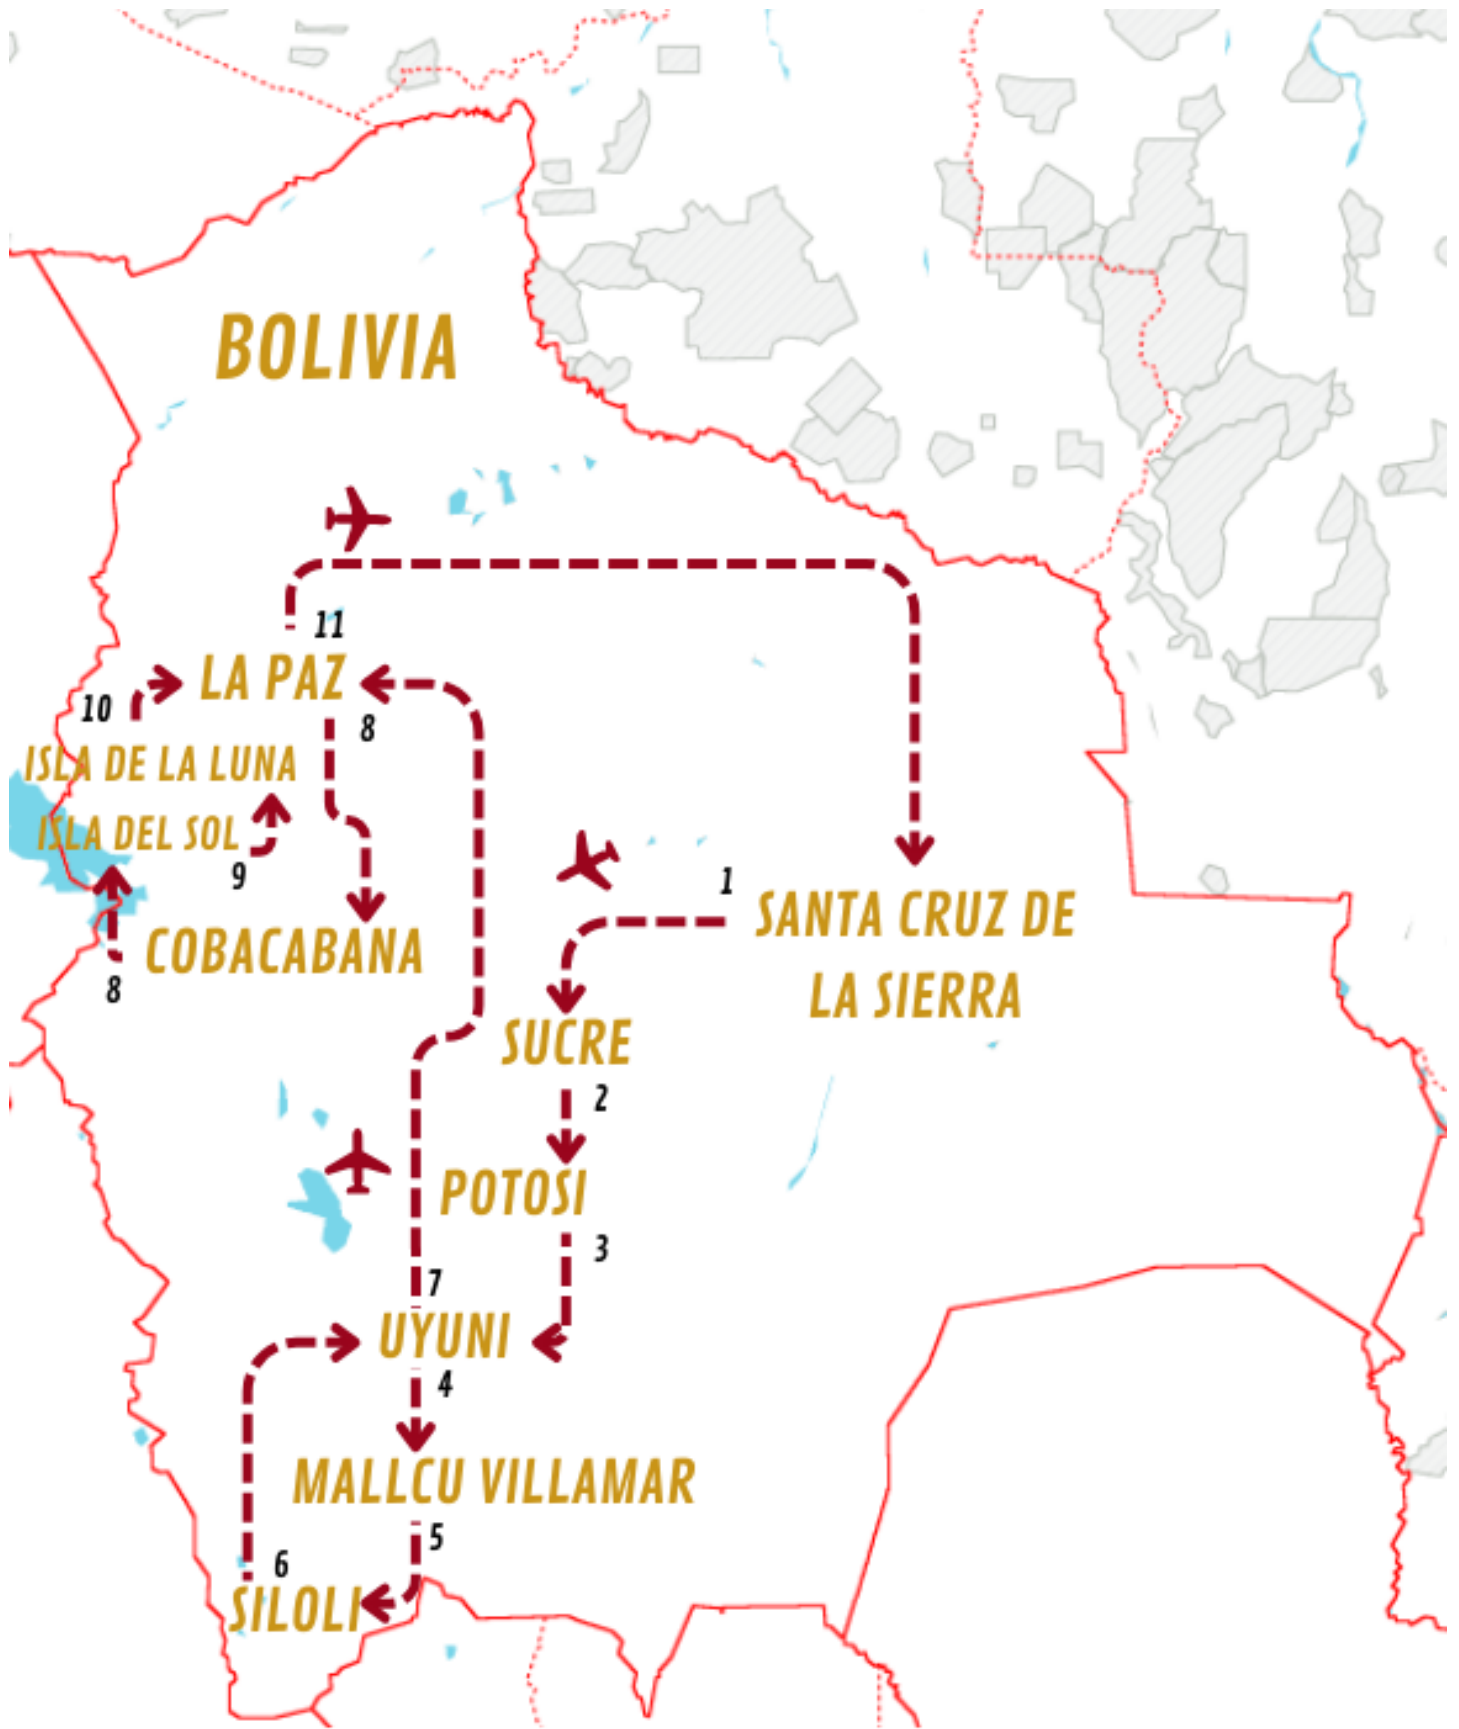 BOLIVIA
11
LA PAZ
10
8
ISLA DE LA LUNA
ISLA DEL SOL
9
1
SANTA CRUZ DE
LA SIERRA
COBACABANA
8
SUCRE
2
POTOSI
3
7
UYUNI
4
MALLCU VILLAMAR
5
6
SILOLI